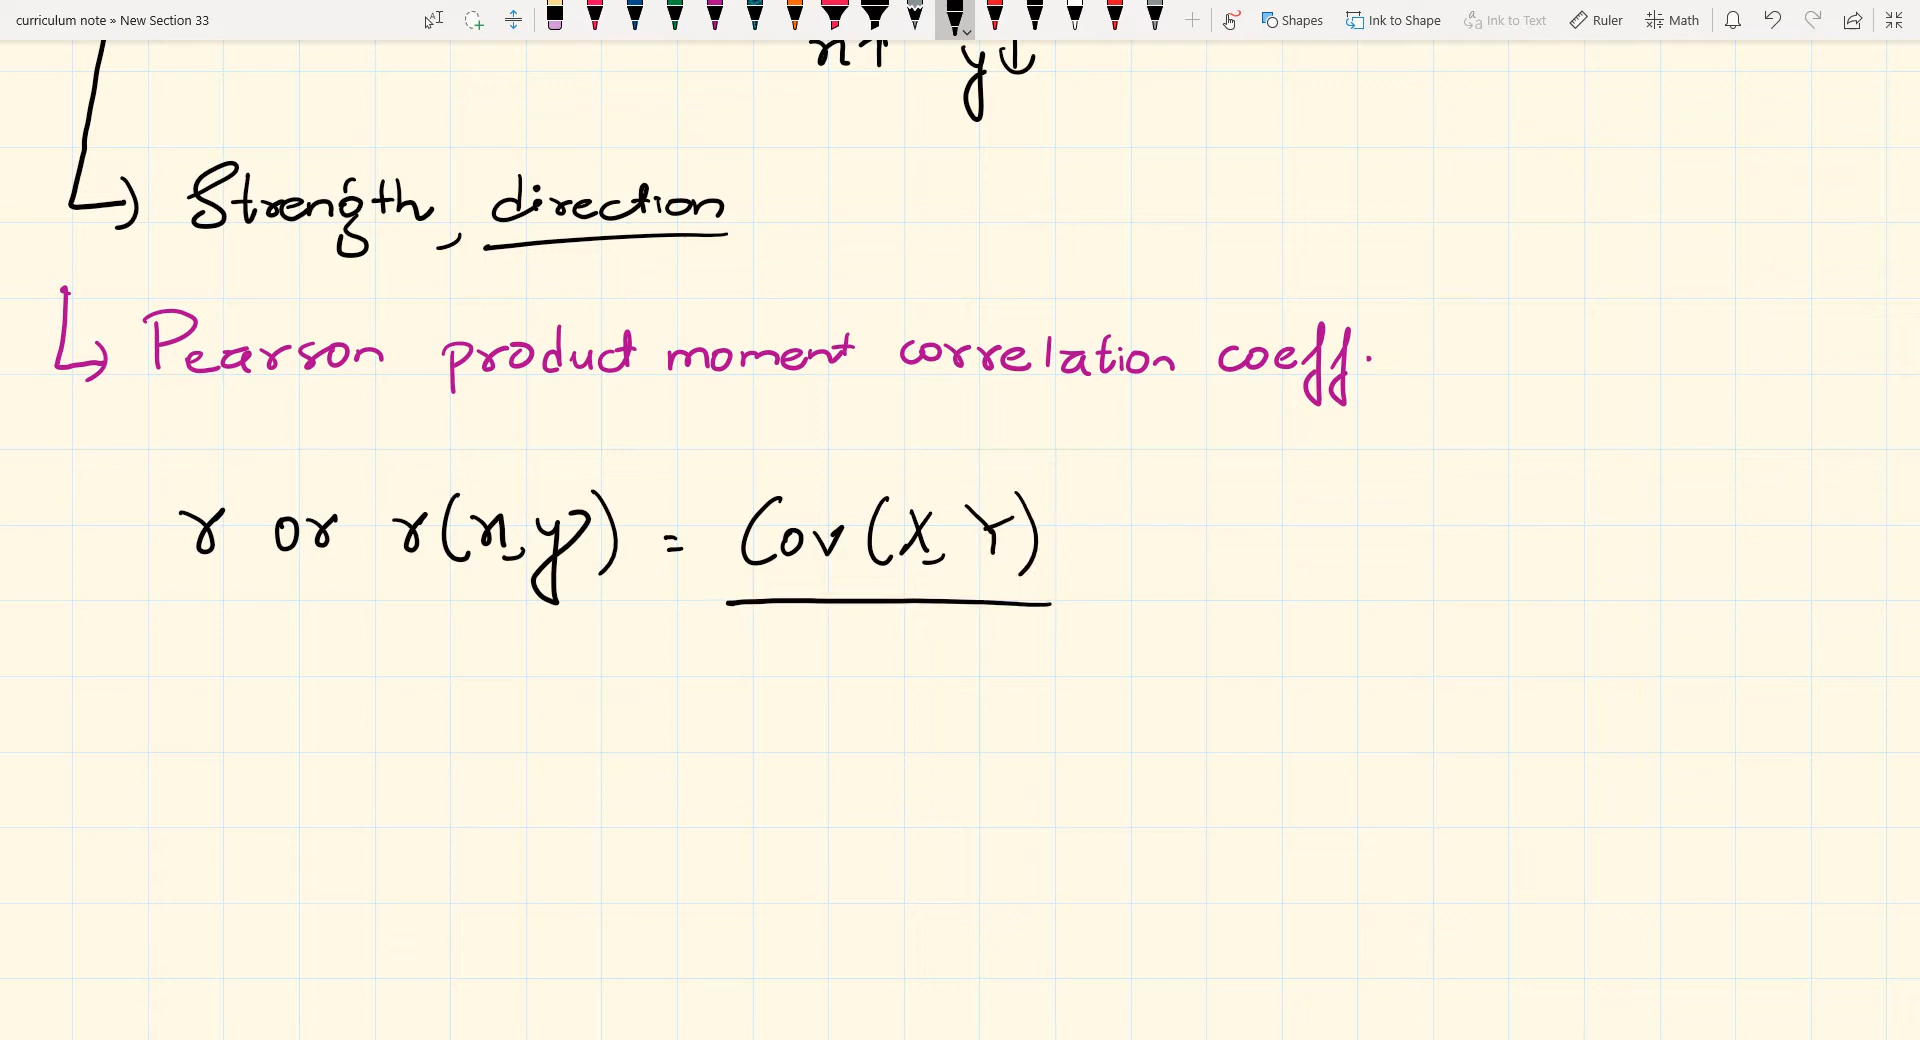 curriculum note » New Section 33
Shapes Ink to Shape Ink to Text Ruler Math
x↑ y↓
Strength, direction
Pearson product moment correlation coeff.
r or r(x,y) = Cov(X, Y)